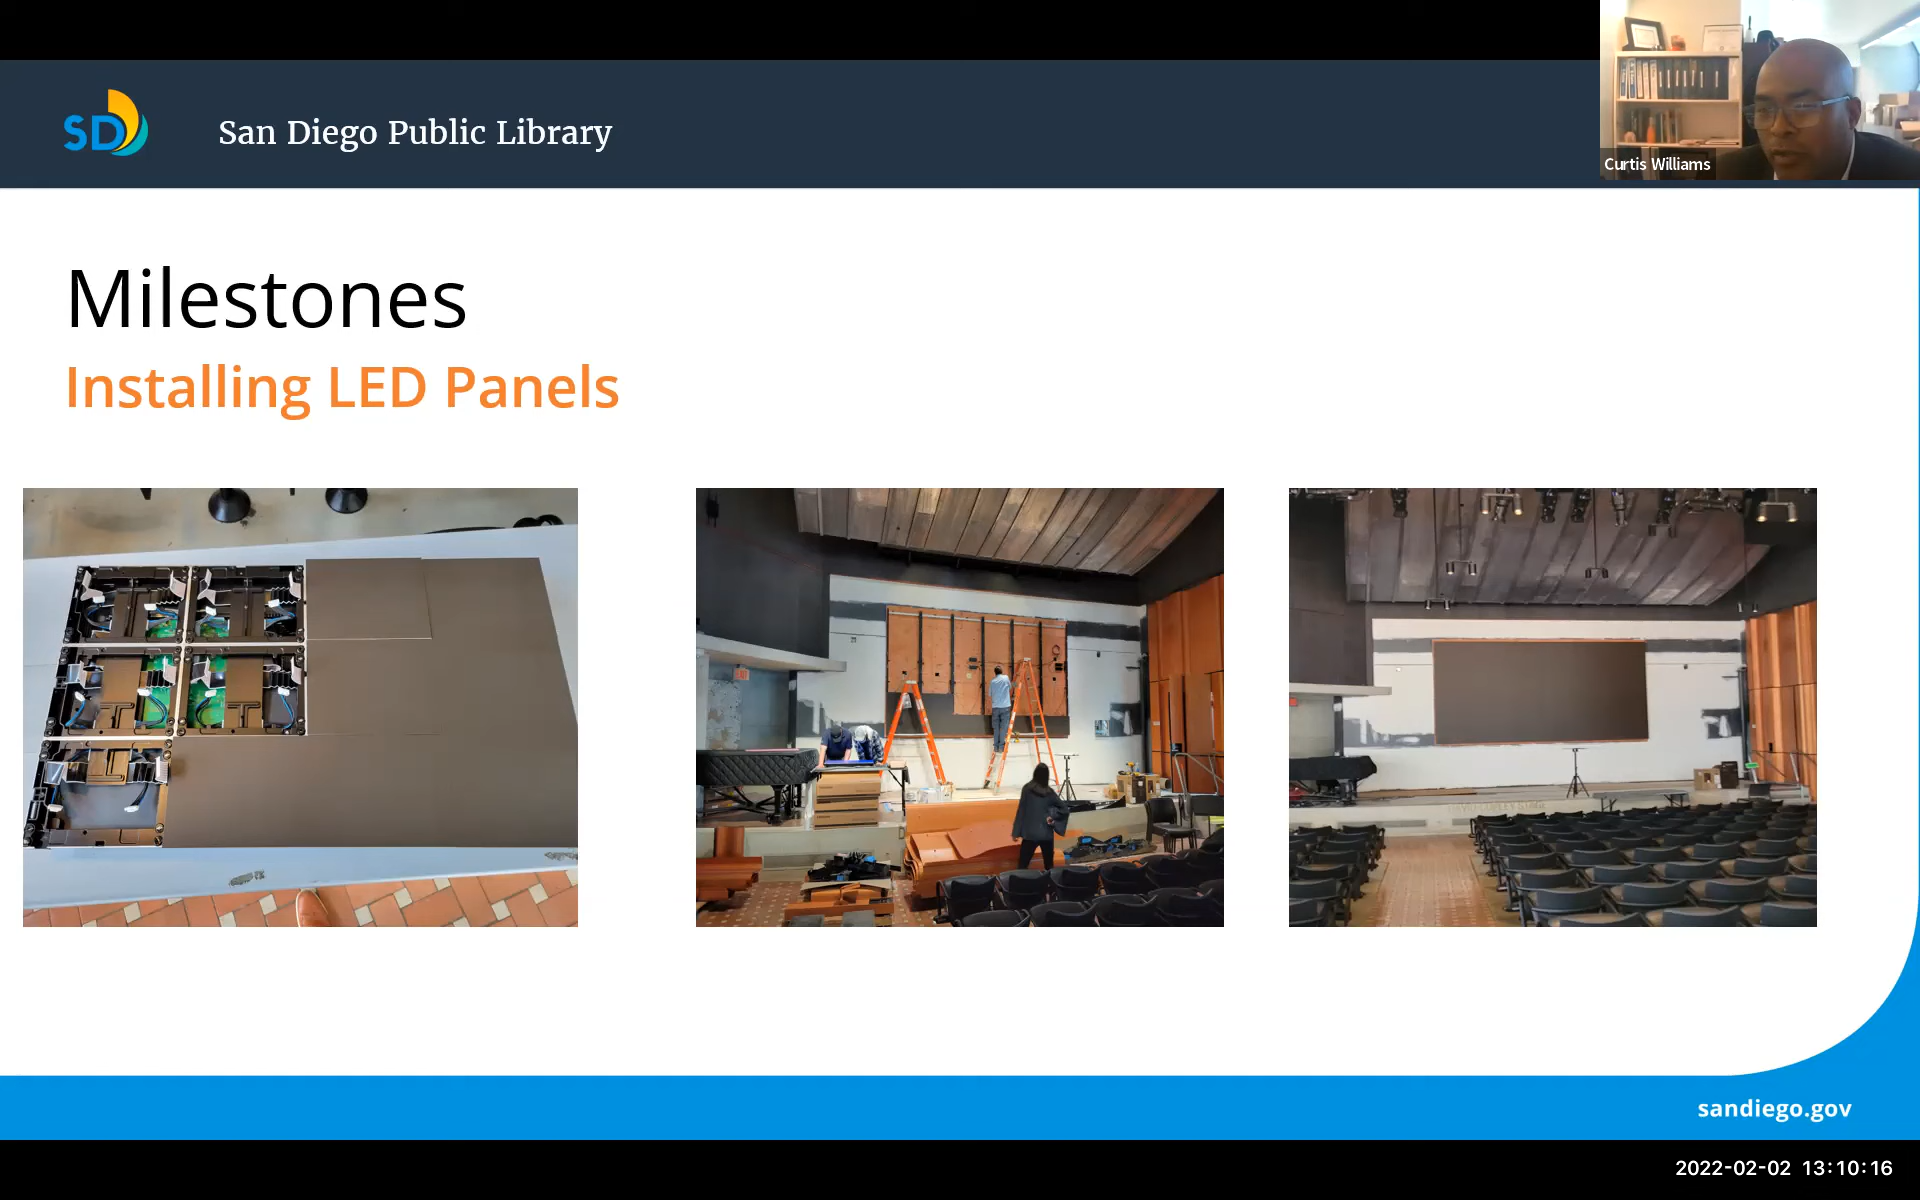 SD
San Diego Public Library
Curtis Williams
Milestones
Installing LED Panels
sandiego.gov
2022-02-02 13:10:16